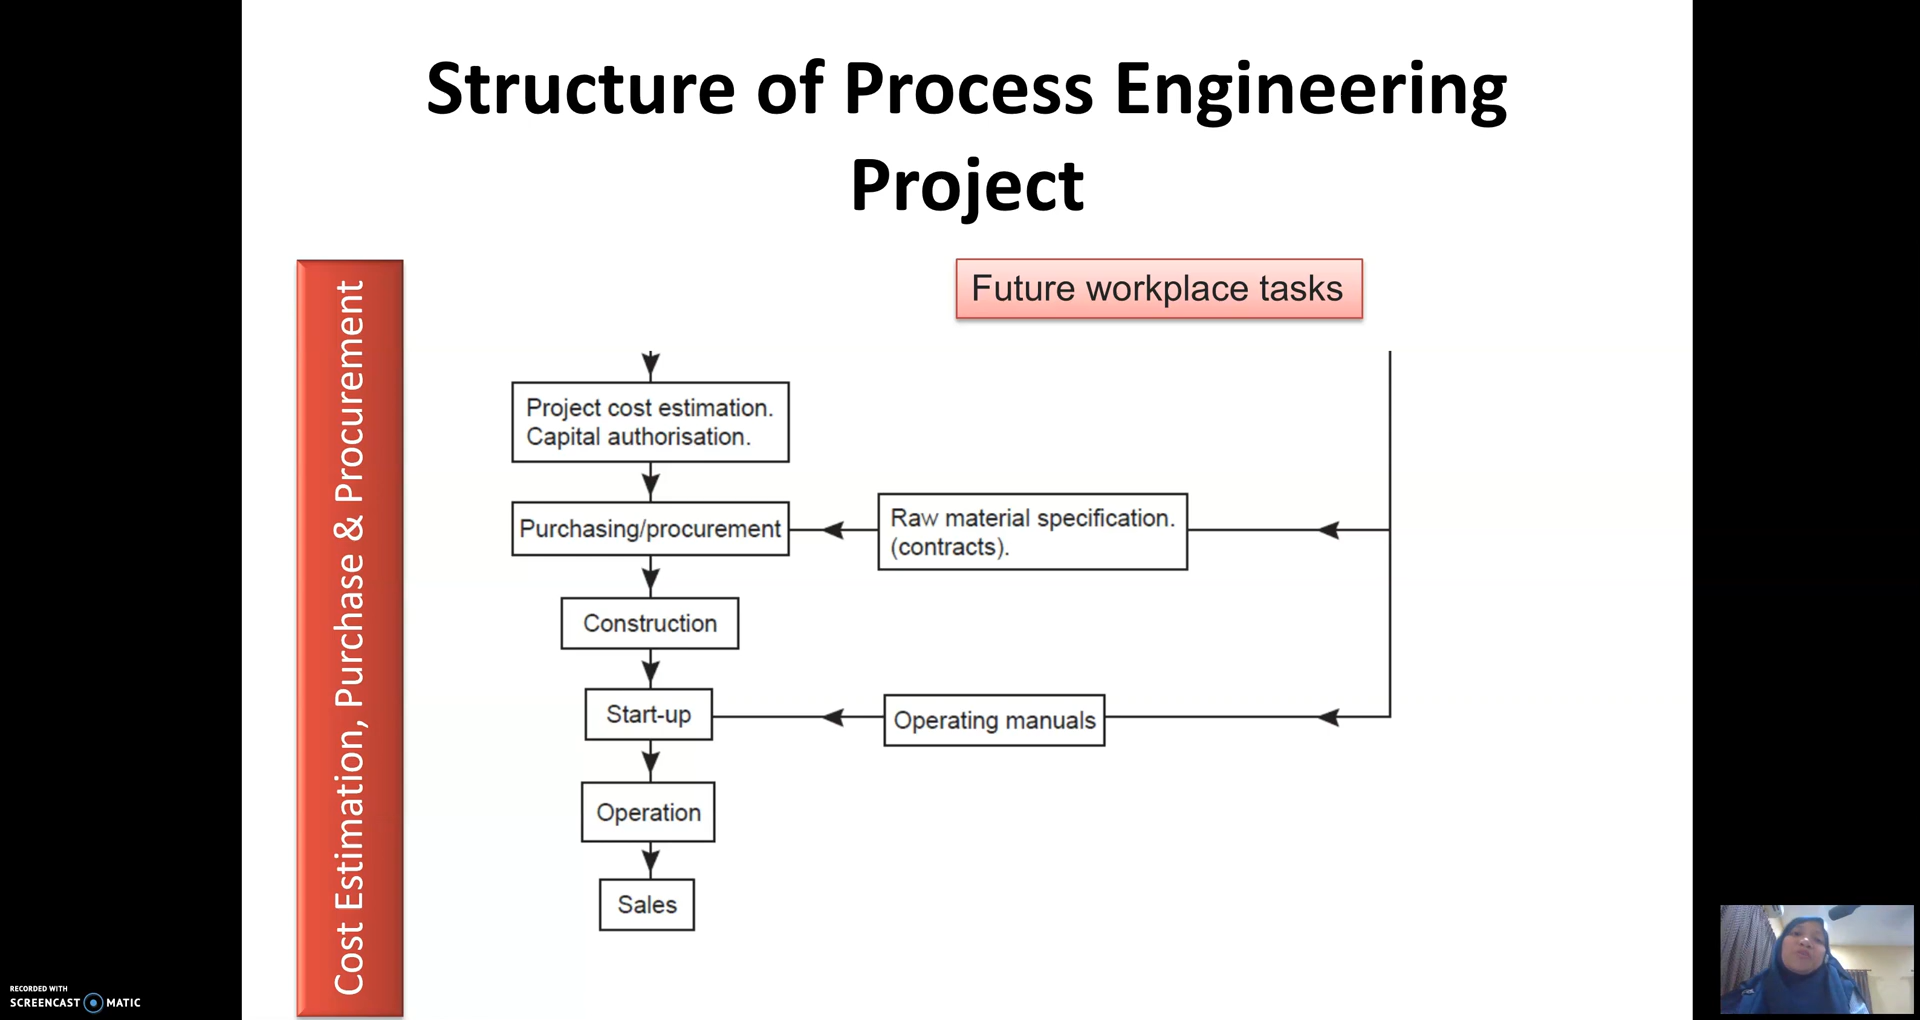 Structure of Process Engineering
Project
Cost Estimation, Purchase & Procurement
Future workplace tasks
Project cost estimation.
Capital authorisation.
Purchasing/procurement
Raw material specification.
(contracts).
Construction
Start-up
Operating manuals
Operation
Sales
RECORDED WITH
SCREENCAST MATIC